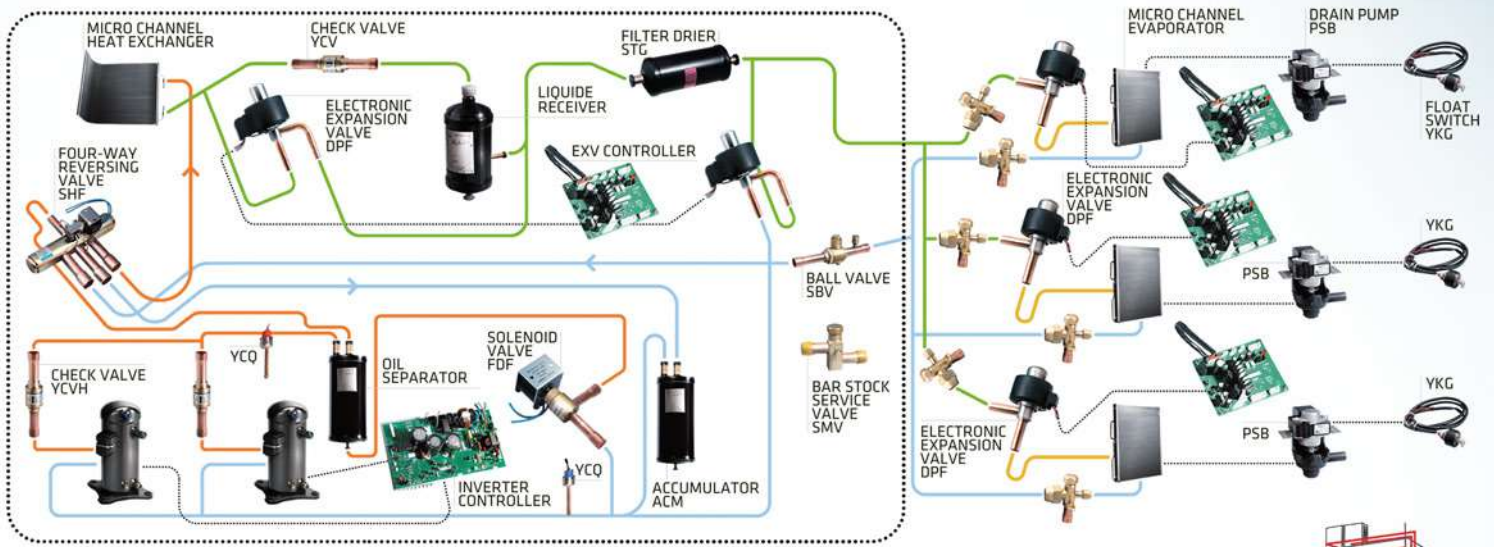 MICRO CHANNEL
HEAT EXCHANGER
CHECK VALVE
YCV
FILTER DRIER
STG
LIQUIDE
RECEIVER
ELECTRONIC
EXPANSION
VALVE
DPF
EXV CONTROLLER
FOUR-WAY
REVERSING
VALVE
SHF
BALL VALVE
SBV
YCQ
SOLENOID
VALVE
FDF
CHECK VALVE
YCVH
OIL
SEPARATOR
BAR STOCK
SERVICE
VALVE
SMV
INVERTER
CONTROLLER
YCQ
ACCUMULATOR
ACM
MICRO CHANNEL
EVAPORATOR
DRAIN PUMP
PSB
FLOAT
SWITCH
YKG
ELECTRONIC
EXPANSION
VALVE
DPF
PSB
YKG
ELECTRONIC
EXPANSION
VALVE
DPF
PSB
YKG